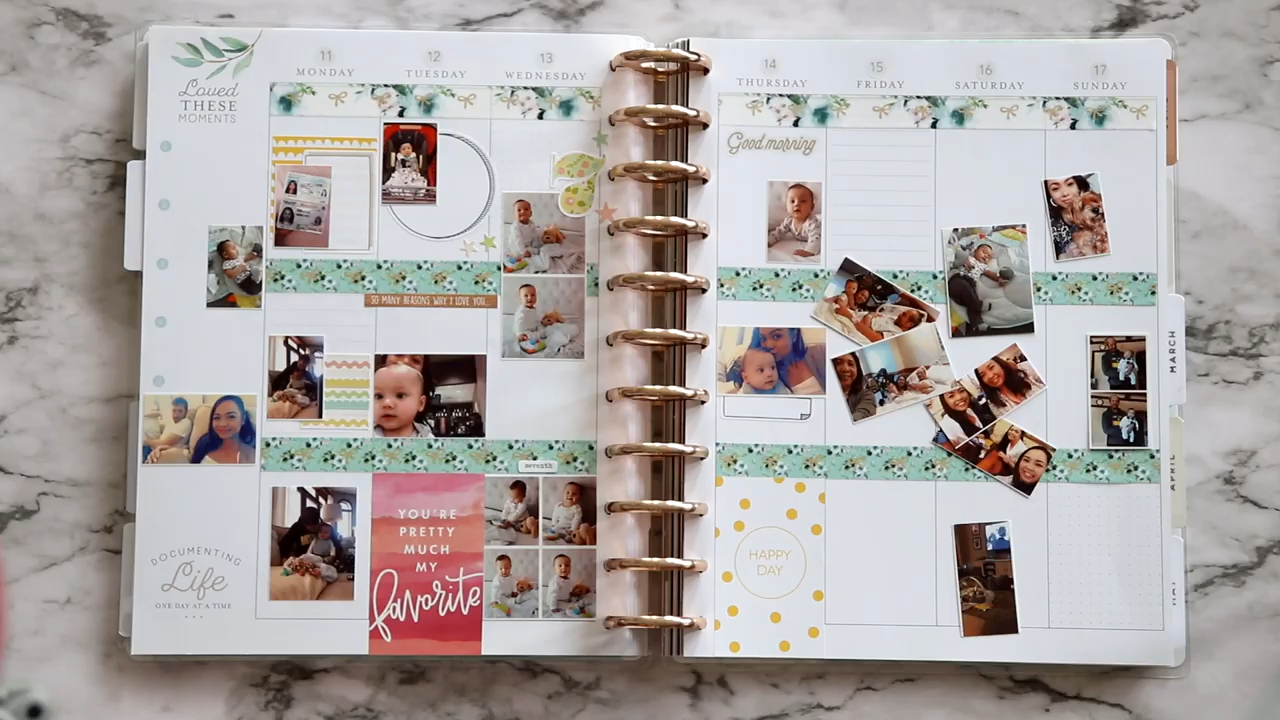 11
MONDAY
12
TUESDAY
13
WEDNESDAY
14
THURSDAY
15
FRIDAY
16
SATURDAY
17
SUNDAY
Loved
THESE
MOMENTS
Good morning
SO MANY REASONS WHY I LOVE YOU...
MARCH
seventh
APRIL
YOU'RE
PRETTY
MUCH
MY
favorite
HAPPY
DAY
DOCUMENTING
Life
ONE DAY AT A TIME